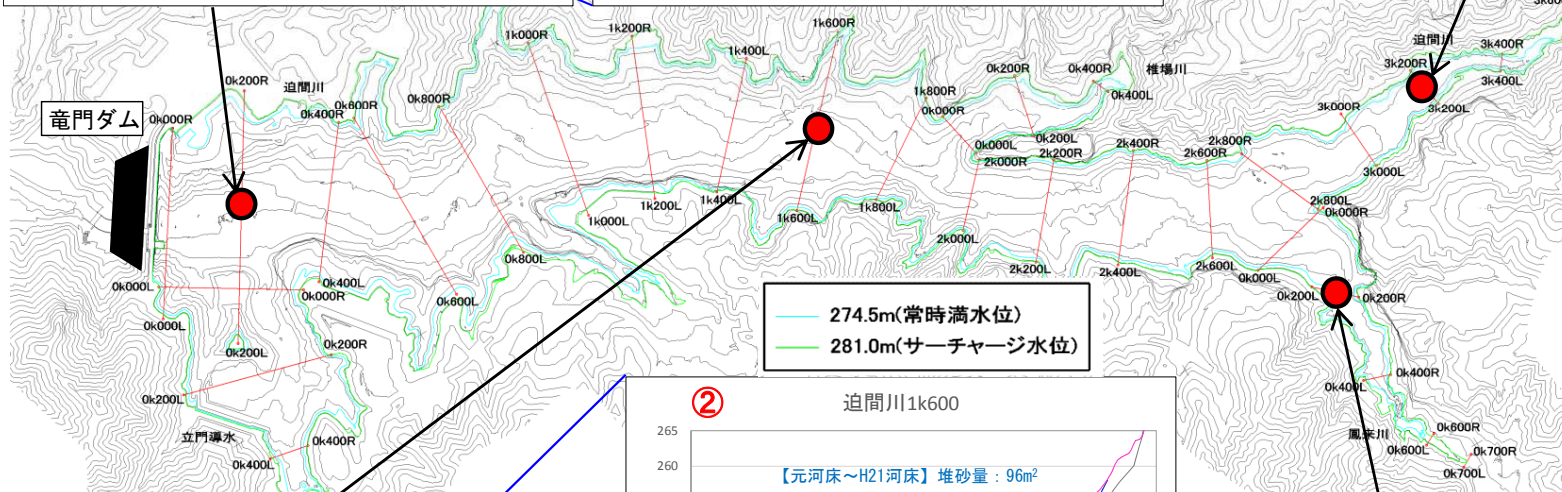 3k600
1k600R
1k200R
1k000R
迫間川
3k400R
1k400L
3k200R
0k200R
0k400R
椎場川
3k400L
0k200R
迫間川
0k400L
竜門ダム
0k800R
1k800R
3k200L
0k600R
0k000R
3k000R
0k400R
0k000R
0k200L
0k000L
2k400R
2k800R
2k000R
2k200R
2k600R
3k000L
1k200L
1k400L
2k800L
1k800L
0k000R
1k000L
1k600L
2k000L
0k800L
2k200L
2k400L
2k600L
0k000L
0k000L
0k400L
0k000R
0k600L
0k200L
0k200R
0k000L
274.5m(常時満水位)
281.0m(サーチャージ水位)
0k200L
0k200R
0k400R
0k400L
0k200L
②
迫間川1k600
立門導水
0k400R
265
鳳来川
0k600R
0k600L
0k700R
0k400L
260
【元河床~H21河床】堆砂量：96m²
0k700L